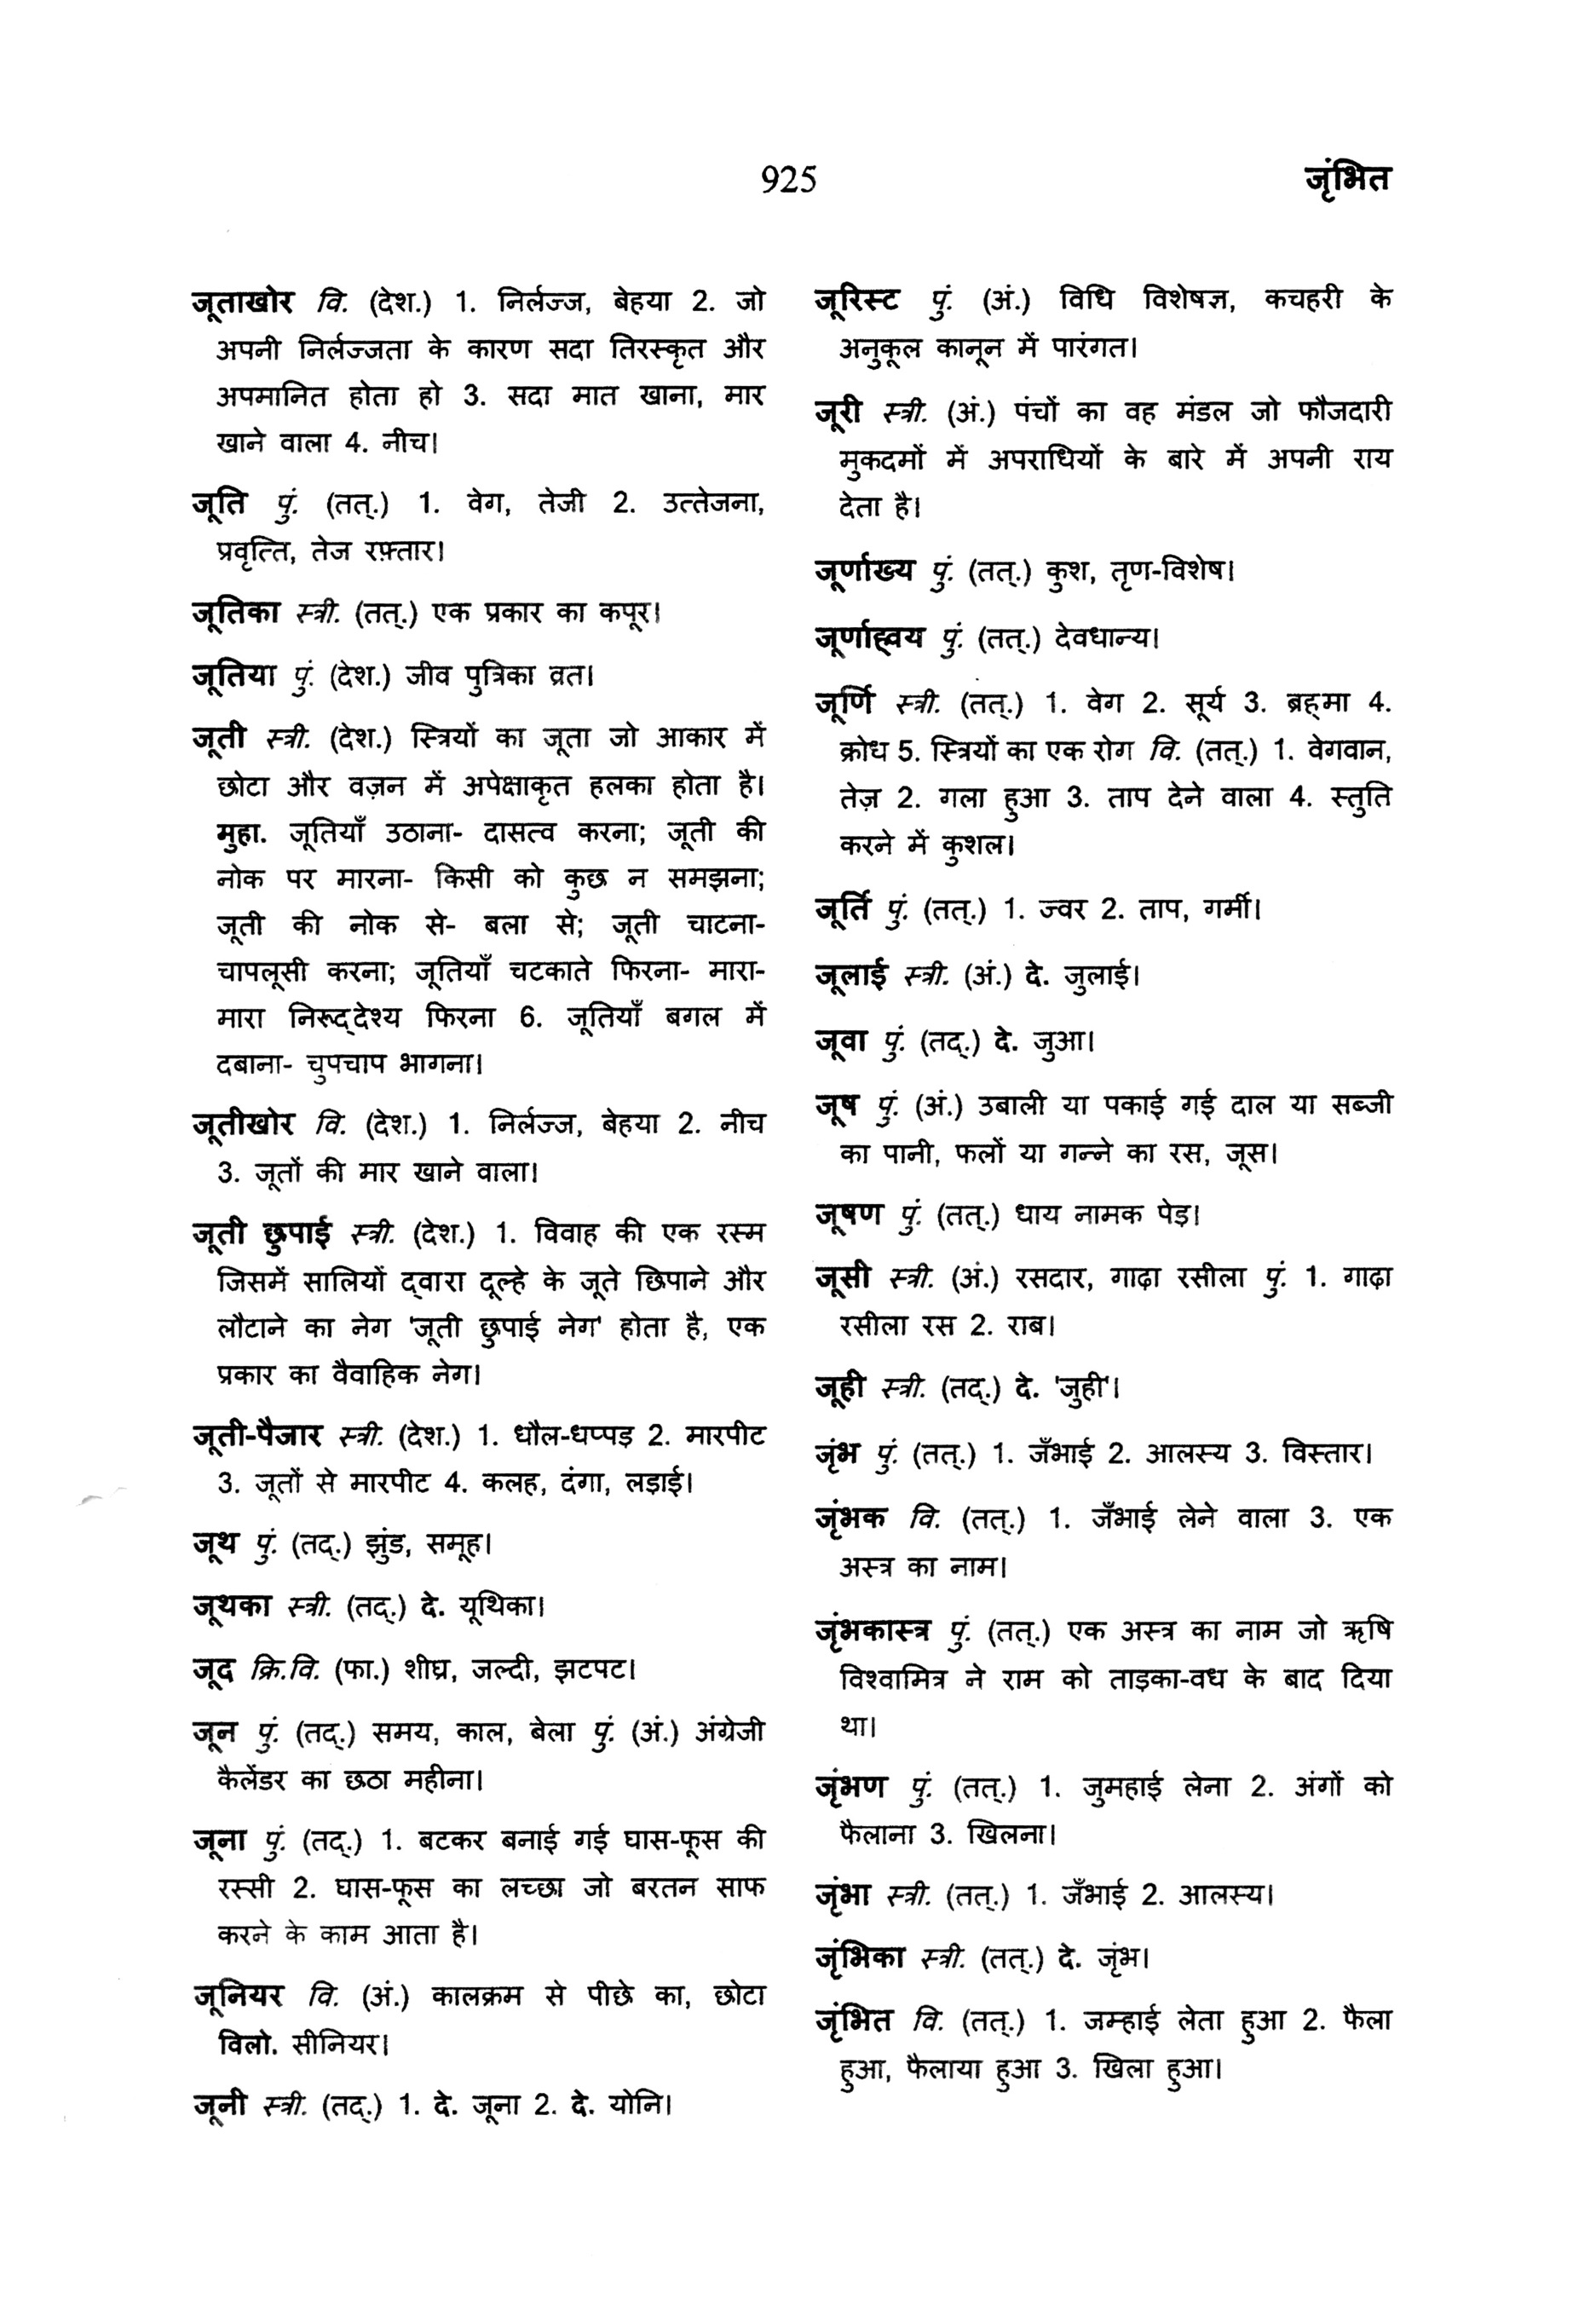 925
जृंभित
जूताखोर वि. (देश.) 1. निर्लज्ज, बेहया 2. जो
अपनी निर्लज्जता के कारण सदा तिरस्कृत और
अपमानित होता हो 3. सदा मात खाना, मार
खाने वाला 4. नीच।
जूति पुं. (तत्.) 1. वेग, तेजी 2. उत्तेजना,
प्रवृत्ति, तेज रफ़्तार।
जूतिका स्त्री. (तत्.) एक प्रकार का कपूर।
जूतिया पुं. (देश.) जीव पुत्रिका व्रत।
जूती स्त्री. (देश.) स्त्रियों का जूता जो आकार में
छोटा और वज़न में अपेक्षाकृत हलका होता है।
मुहा. जूतियाँ उठाना- दासत्व करना; जूती की
नोक पर मारना- किसी को कुछ न समझना;
जूती की नोक से- बला से; जूती चाटना-
चापलूसी करना; जूतियाँ चटकाते फिरना- मारा-
मारा निरूद्देश्य फिरना 6. जूतियाँ बगल में
दबाना- चुपचाप भागना।
जूतीखोर वि. (देश.) 1. निर्लज्ज, बेहया 2. नीच
3. जूतों की मार खाने वाला।
जूती छुपाई स्त्री. (देश.) 1. विवाह की एक रस्म
जिसमें सालियों द्वारा दूल्हे के जूते छिपाने और
लौटाने का नेग 'जूती छुपाई नेग' होता है, एक
प्रकार का वैवाहिक नेग।
जूती-पैजार स्त्री. (देश.) 1. धौल-धप्पड़ 2. मारपीट
3. जूतों से मारपीट 4. कलह, दंगा, लड़ाई।
जूथ पुं. (तद्.) झुंड, समूह।
जूथका स्त्री. (तद्.) दे. यूथिका।
जूद क्रि.वि. (फा.) शीघ्र, जल्दी, झटपट।
जून पुं. (तद्.) समय, काल, बेला पुं. (अं.) अंग्रेजी
कैलेंडर का छठा महीना।
जूना पुं. (तद्.) 1. बटकर बनाई गई घास-फूस की
रस्सी 2. घास-फूस का लच्छा जो बरतन साफ
करने के काम आता है।
जूनियर वि. (अं.) कालक्रम से पीछे का, छोटा
विलो. सीनियर।
जूनी स्त्री. (तद्.) 1. दे. जूना 2. दे. योनि।
जूरिस्ट पुं. (अं.) विधि विशेषज्ञ, कचहरी के
अनुकूल कानून में पारंगत।
जूरी स्त्री. (अं.) पंचों का वह मंडल जो फौजदारी
मुकदमों में अपराधियों के बारे में अपनी राय
देता है।
जूर्णाख्य पुं. (तत्.) कुश, तृण-विशेष।
जूर्णाह्वय पुं. (तत्.) देवधान्य।
जूर्णि स्त्री. (तत्.) 1. वेग 2. सूर्य 3. ब्रह्मा 4.
क्रोध 5. स्त्रियों का एक रोग वि. (तत्.) 1. वेगवान,
तेज़ 2. गला हुआ 3. ताप देने वाला 4. स्तुति
करने में कुशल।
जूर्ति पुं. (तत्.) 1. ज्वर 2. ताप, गर्मी।
जूलाई स्त्री. (अं.) दे. जुलाई।
जूवा पुं. (तद्.) दे. जुआ।
जूष पुं. (अं.) उबाली या पकाई गई दाल या सब्जी
का पानी, फलों या गन्ने का रस, जूस।
जूषण पुं. (तत्.) धाय नामक पेड़।
जूसी स्त्री. (अं.) रसदार, गाढ़ा रसीला पुं. 1. गाढ़ा
रसीला रस 2. राब।
जूही स्त्री. (तद्.) दे. 'जुही'।
जृंभ पुं. (तत्.) 1. जँभाई 2. आलस्य 3. विस्तार।
जृंभक वि. (तत्.) 1. जँभाई लेने वाला 3. एक
अस्त्र का नाम।
जृंभकास्त्र पुं. (तत्.) एक अस्त्र का नाम जो ऋषि
विश्वामित्र ने राम को ताड़का-वध के बाद दिया
था।
जृंभण पुं. (तत्.) 1. जुमहाई लेना 2. अंगों को
फैलाना 3. खिलना।
जृंभा स्त्री. (तत्.) 1. जँभाई 2. आलस्य।
जृंभिका स्त्री. (तत्.) दे. जृंभ।
जृंभित वि. (तत्.) 1. जम्हाई लेता हुआ 2. फैला
हुआ, फैलाया हुआ 3. खिला हुआ।